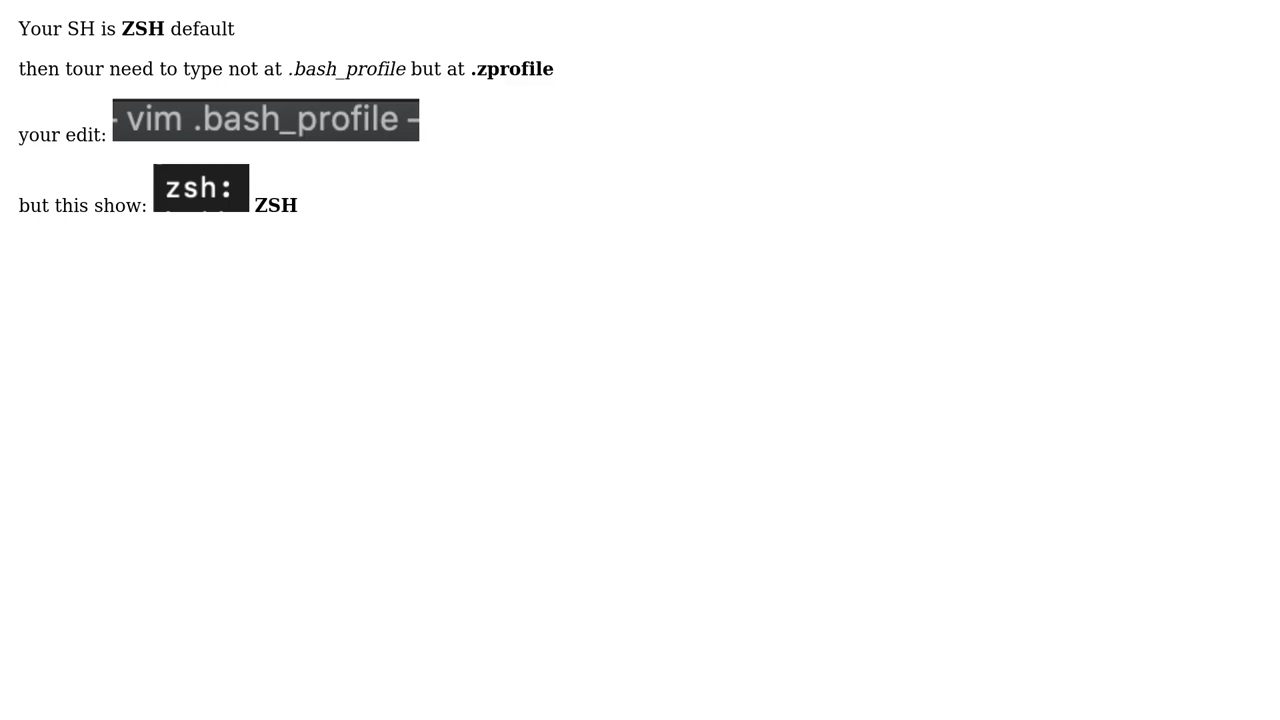 Your SH is ZSH default
then tour need to type not at .bash_profile but at .zprofile
your edit: - vim .bash_profile –
but this show: zsh: ZSH